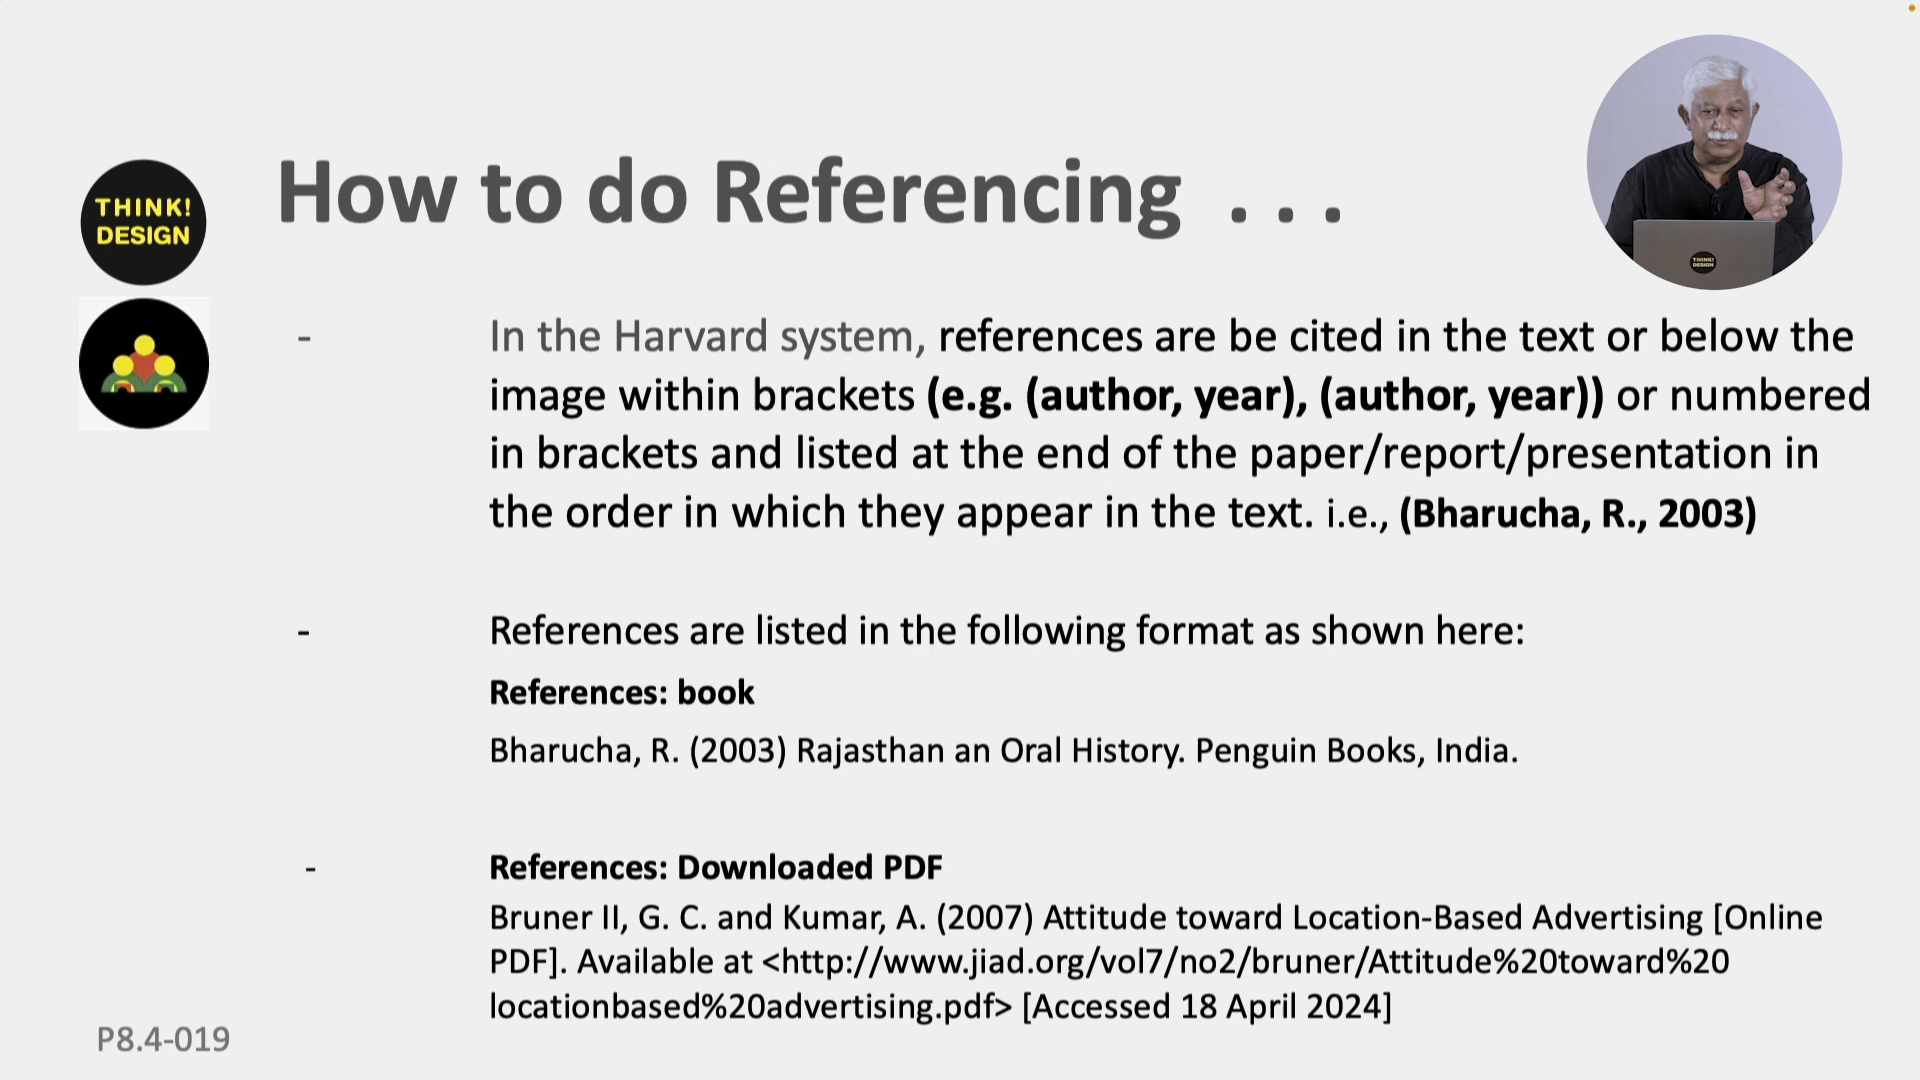 How to do Referencing . . .
THINK!
DESIGN
THINK!
DESIGN
- In the Harvard system, references are be cited in the text or below the
image within brackets (e.g. (author, year), (author, year)) or numbered
in brackets and listed at the end of the paper/report/presentation in
the order in which they appear in the text. i.e., (Bharucha, R., 2003)
- References are listed in the following format as shown here:
References: book
Bharucha, R. (2003) Rajasthan an Oral History. Penguin Books, India.
- References: Downloaded PDF
Bruner II, G. C. and Kumar, A. (2007) Attitude toward Location-Based Advertising [Online
PDF]. Available at <http://www.jiad.org/vol7/no2/bruner/Attitude%20toward%20
locationbased%20advertising.pdf> [Accessed 18 April 2024]
P8.4-019